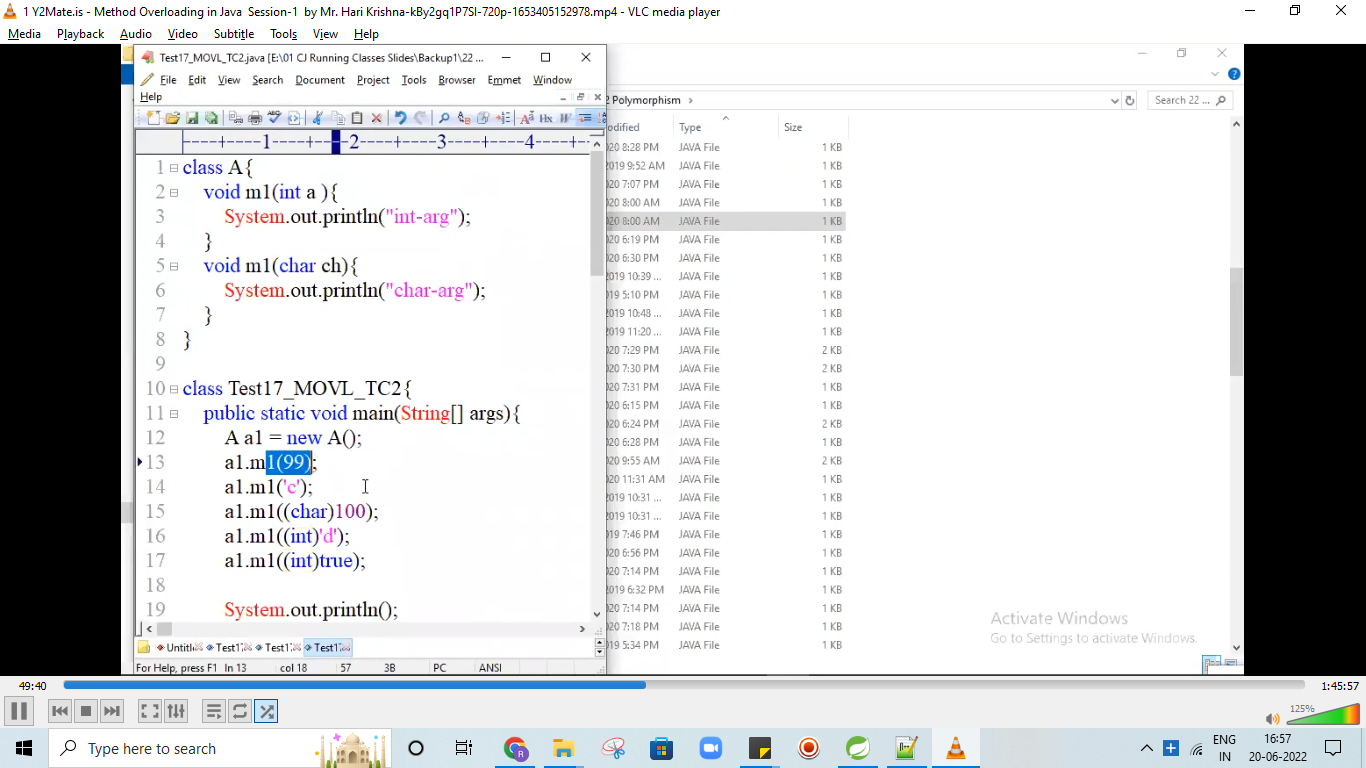 1 Y2Mate.is - Method Overloading in Java Session-1 by Mr. Hari Krishna-kBy2gq1P7SI-720p-1653405152978.mp4 - VLC media player
Media Playback Audio Video Subtitle Tools View Help
Test17_MOVL_TC2.java [E:\01 CJ Running Classes Slides\Backup1\22 ...
File Edit View Search Document Project Tools Browser Emmet Window
Help
1 class A{
2 void m1(int a ){
3 System.out.println("int-arg");
4 }
5 void m1(char ch){
6 System.out.println("char-arg");
7 }
8 }
9
10 class Test17_MOVL_TC2{
11 public static void main(String[] args){
12 A a1 = new A();
13 a1.m1(99);
14 a1.m1('c');
15 a1.m1((char)100);
16 a1.m1((int)'d');
17 a1.m1((int)true);
18
19 System.out.println();
Untitl Test1 Test1 Test1
For Help, press F1 ln 13 col 18 57 3B PC ANSI
2 Polymorphism > Search 22 ...
odified Type Size
020 8:28 PM JAVA File 1 KB
2019 9:52 AM JAVA File 1 KB
020 7:07 PM JAVA File 1 KB
020 8:00 AM JAVA File 1 KB
020 8:00 AM JAVA File 1 KB
020 6:19 PM JAVA File 1 KB
020 6:30 PM JAVA File 1 KB
2019 10:39 ... JAVA File 1 KB
019 5:10 PM JAVA File 1 KB
2019 10:48 ... JAVA File 1 KB
2019 11:20 ... JAVA File 1 KB
020 7:29 PM JAVA File 2 KB
020 7:30 PM JAVA File 2 KB
020 7:31 PM JAVA File 1 KB
020 6:15 PM JAVA File 1 KB
020 6:24 PM JAVA File 2 KB
020 6:28 PM JAVA File 1 KB
020 9:55 AM JAVA File 2 KB
020 11:31 AM JAVA File 1 KB
2019 10:31 ... JAVA File 1 KB
2019 10:31 ... JAVA File 1 KB
019 7:46 PM JAVA File 1 KB
020 6:56 PM JAVA File 1 KB
020 7:14 PM JAVA File 1 KB
2019 6:32 PM JAVA File 1 KB
020 7:14 PM JAVA File 1 KB
020 7:18 PM JAVA File 1 KB
019 5:34 PM JAVA File 1 KB
Activate Windows
Go to Settings to activate Windows.
49:40 1:45:57
125%
Type here to search
ENG 16:57
IN 20-06-2022